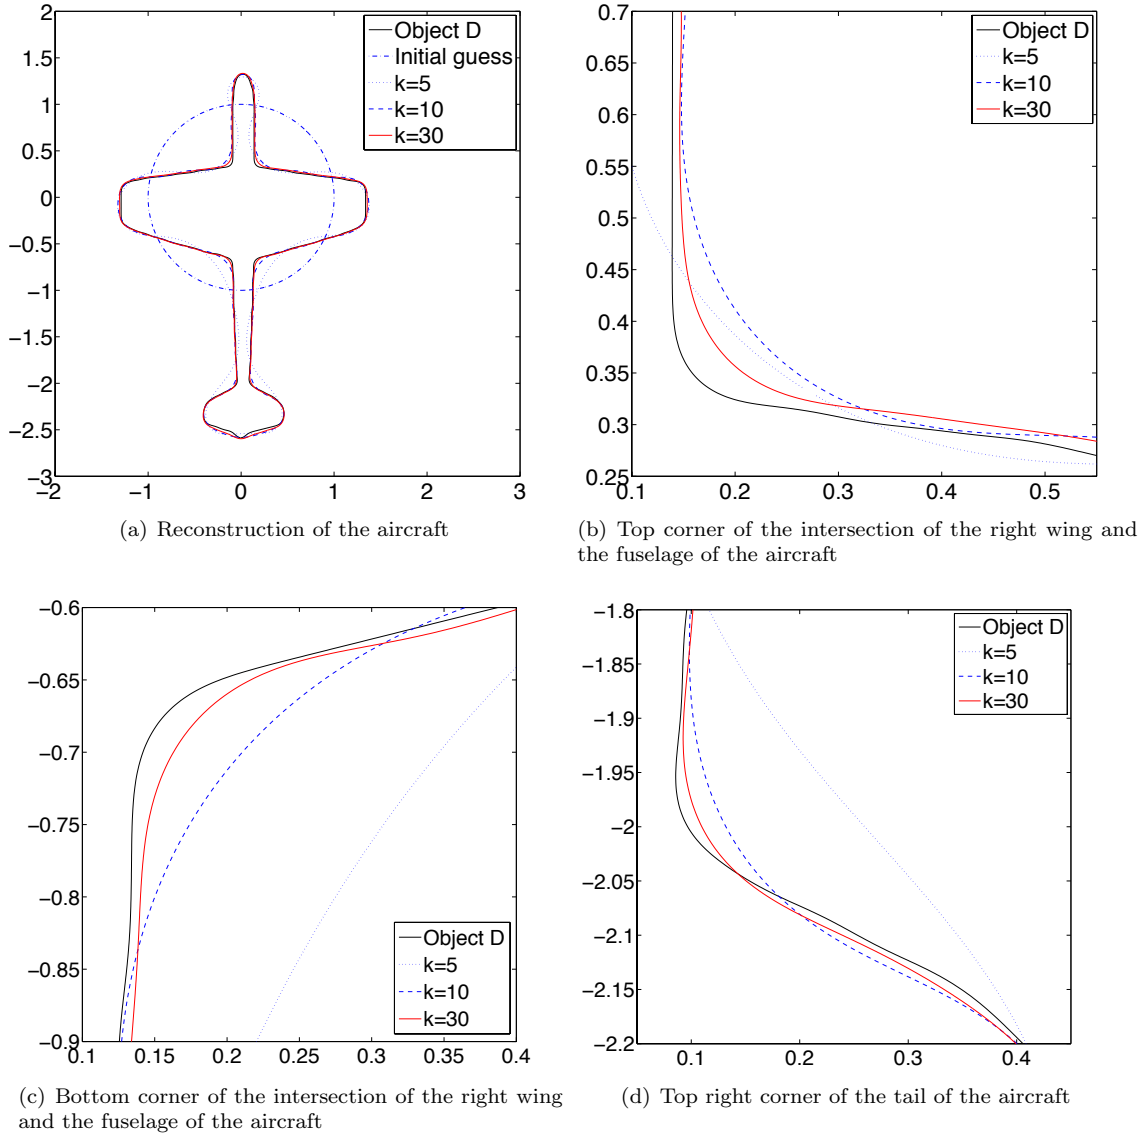 2
1.5
1
0.5
0
−0.5
−1
−1.5
−2
−2.5
−3
−2 −1 0 1 2 3
Object D
Initial guess
k=5
k=10
k=30
(a) Reconstruction of the aircraft
0.7
0.65
0.6
0.55
0.5
0.45
0.4
0.35
0.3
0.25
0.1 0.2 0.3 0.4 0.5
Object D
k=5
k=10
k=30
(b) Top corner of the intersection of the right wing and
the fuselage of the aircraft
−0.6
−0.65
−0.7
−0.75
−0.8
−0.85
−0.9
0.1 0.15 0.2 0.25 0.3 0.35 0.4
Object D
k=5
k=10
k=30
(c) Bottom corner of the intersection of the right wing
and the fuselage of the aircraft
−1.8
−1.85
−1.9
−1.95
−2
−2.05
−2.1
−2.15
−2.2
0.1 0.2 0.3 0.4
Object D
k=5
k=10
k=30
(d) Top right corner of the tail of the aircraft